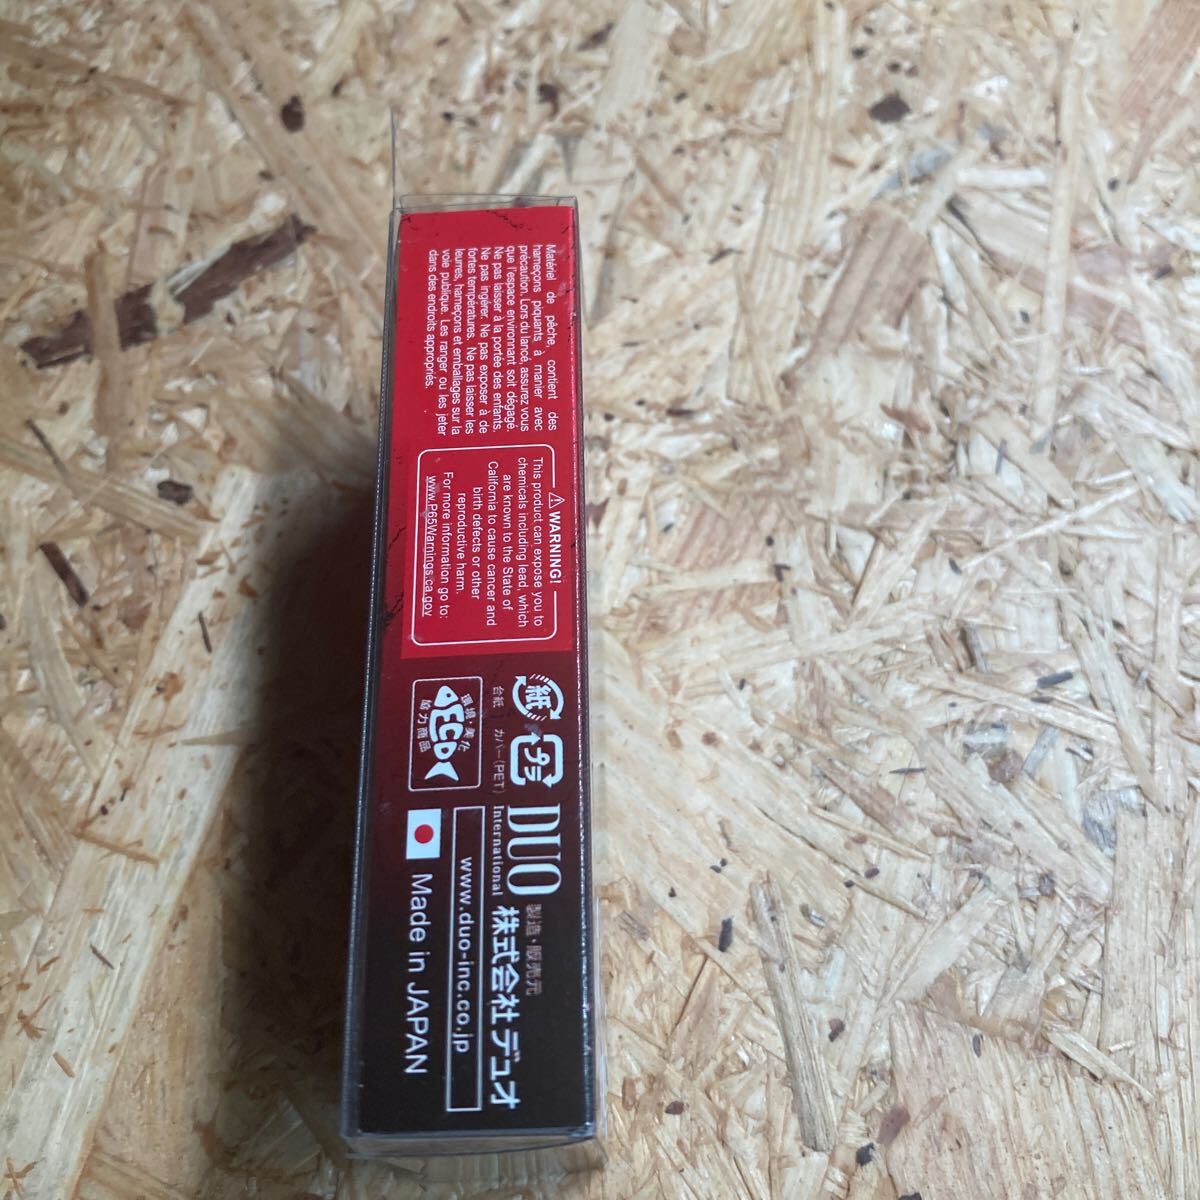 Matériel de pêche, contient des
hameçons piquants à manier avec
précaution. Lors du lancé, assurez vous
que l'espace environnant soit dégagé.
Ne pas laisser à la portée des enfants.
Ne pas ingérer. Ne pas exposer à de
fortes températures. Ne pas laisser les
leurres, hameçons et emballages sur la
voie publique. Les ranger ou les jeter
dans des endroits appropriés.
⚠WARNING!
This product can expose you to
chemicals including lead, which
are known to the State of
California to cause cancer and
birth defects or other
reproductive harm.
For more information go to:
www.P65Warnings.ca.gov
紙
プラ
台紙
カバー(PET)
環境・美化
ECO
協力商品
DUO
International
製造・販売元
株式会社デュオ
www.duo-inc.co.jp
Made in JAPAN